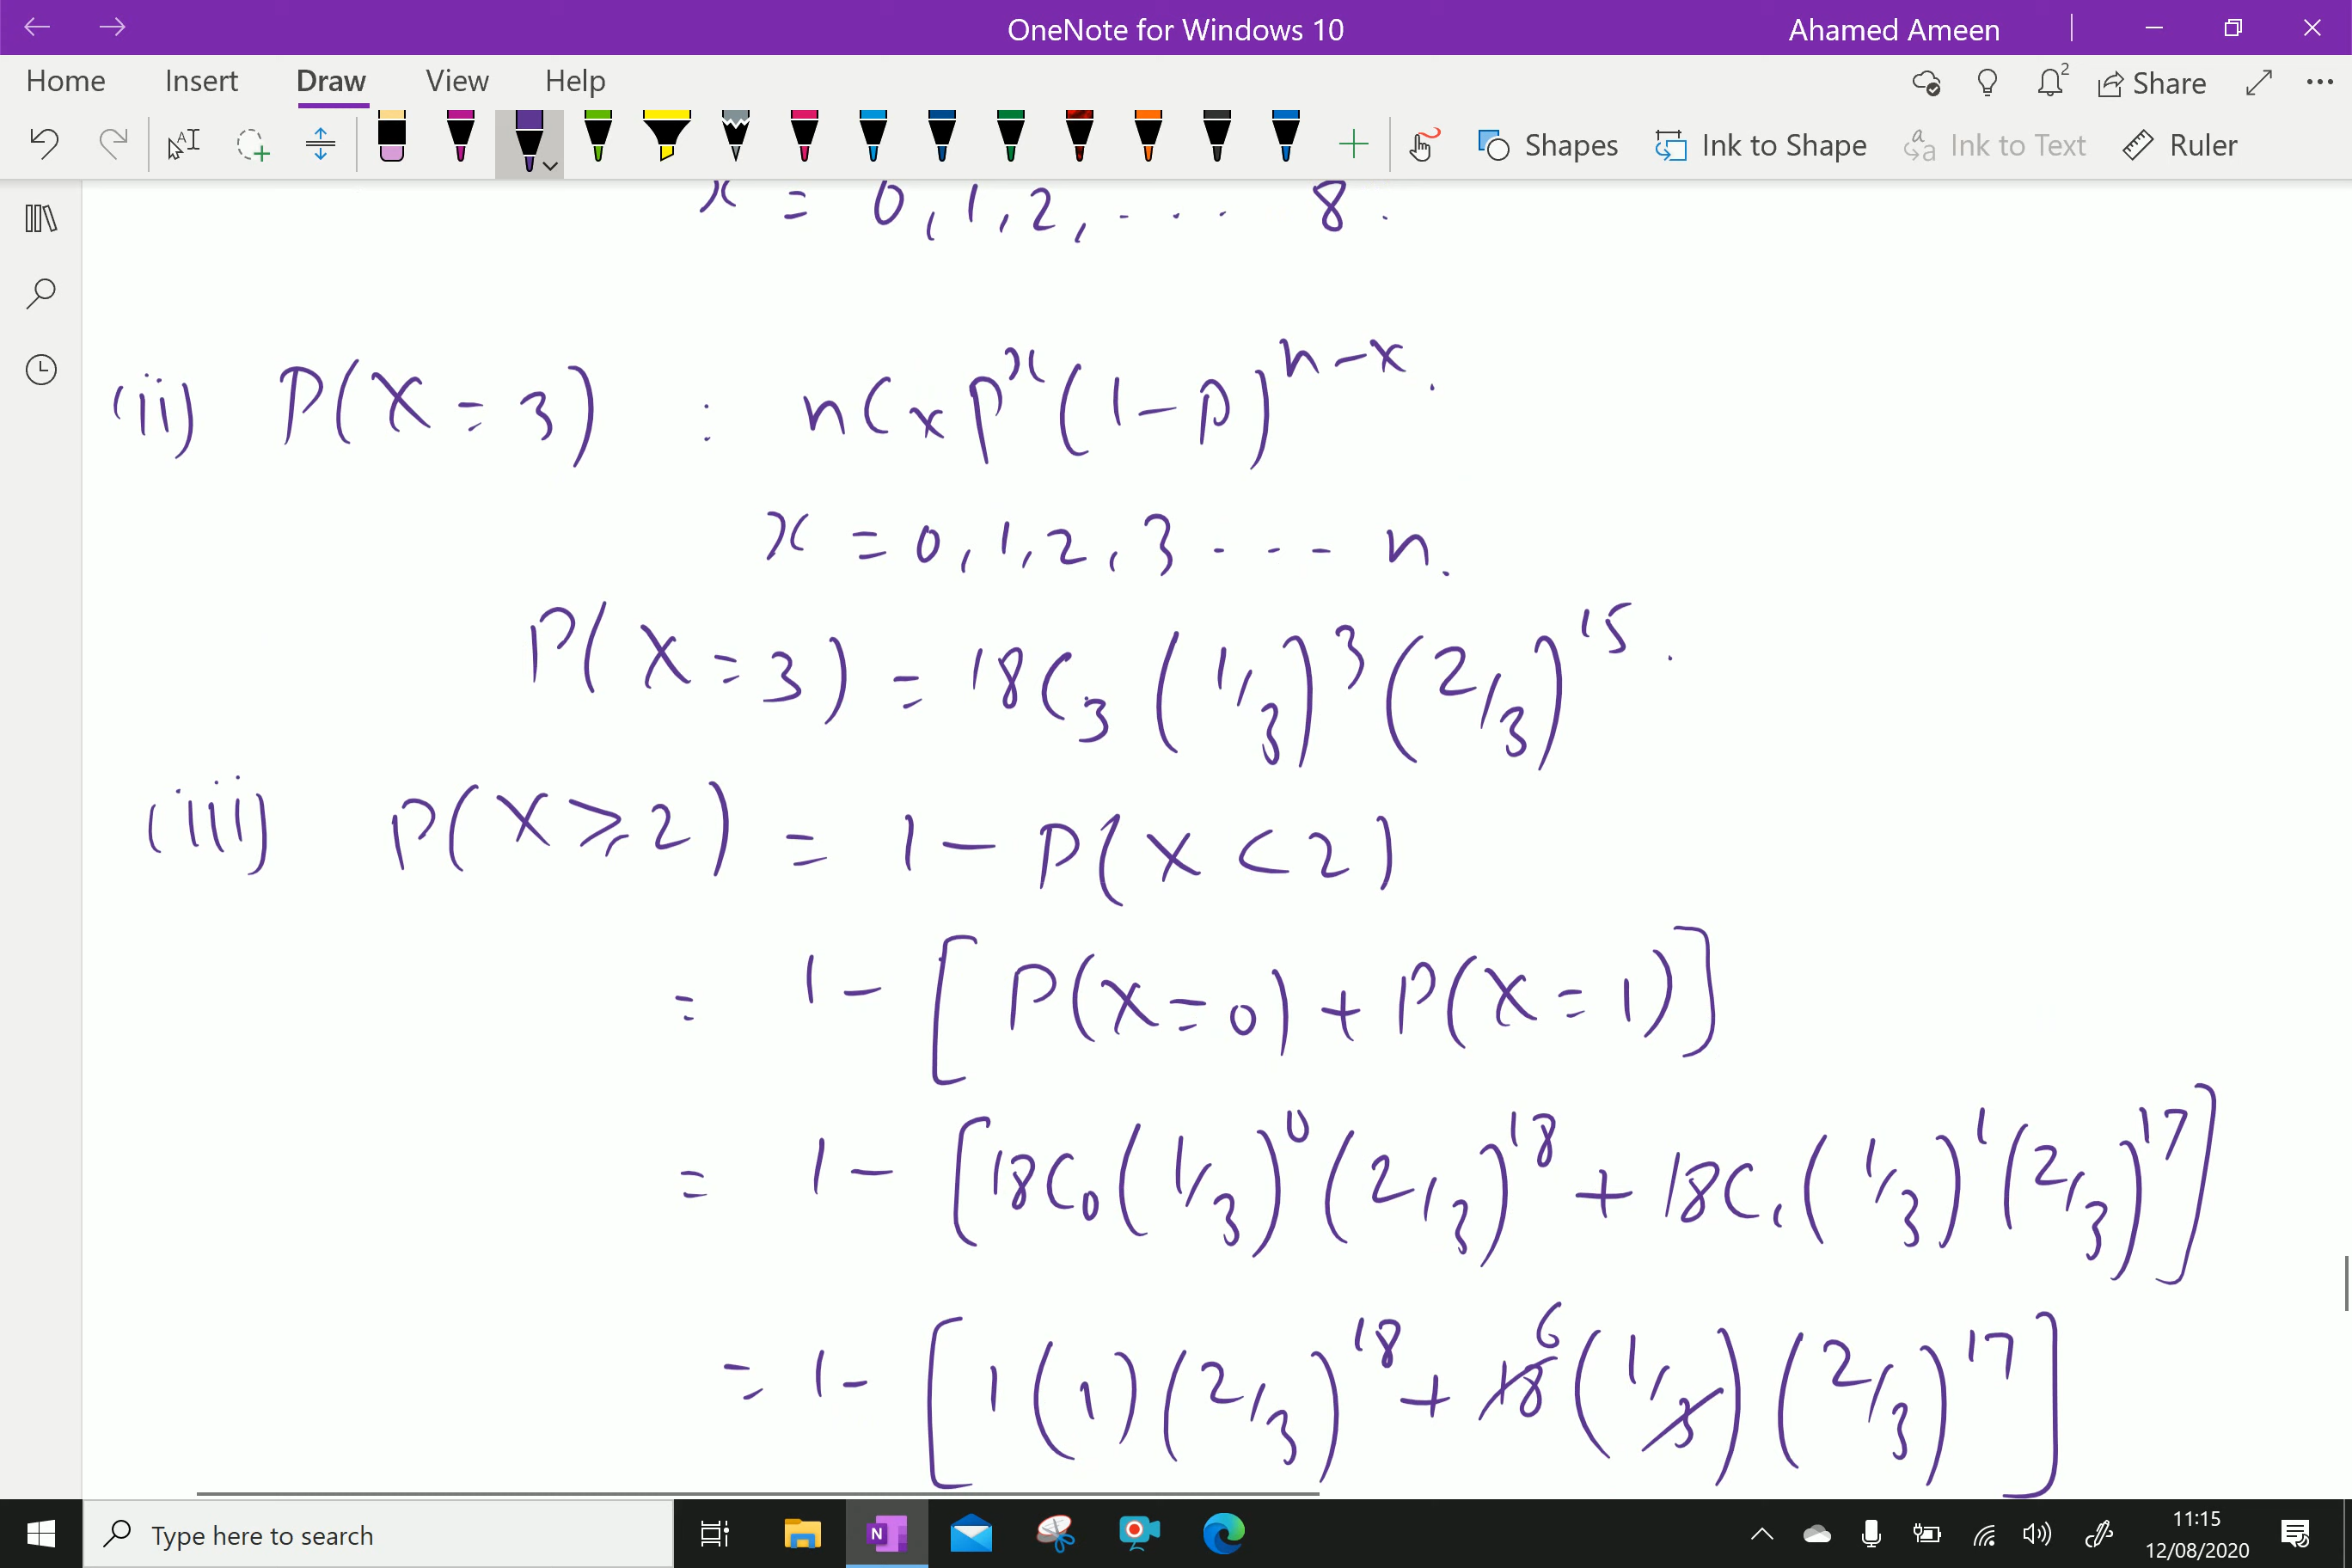 OneNote for Windows 10 Ahamed Ameen
Home Insert Draw View Help 2 Share
Shapes Ink to Shape Ink to Text Ruler
x = 0, 1, 2, - . . . 8 .
(ii) P(X = 3) : nCx p^x (1 - p)^n-x .
x = 0, 1, 2, 3 - - - - n.
P(X = 3) = 18C3 (1/3)^3 (2/3)^15 .
(iii) P(X ⩾ 2) = 1 - P(X < 2)
= 1 - [P(X = 0) + P(X = 1)]
= 1 - [18C0 (1/3)^0 (2/3)^18 + 18C1 (1/3)^1 (2/3)^17]
= 1 - [1 (1) (2/3)^18 + 18 6 (1/3) (2/3)^17]
Type here to search 11:15
12/08/2020